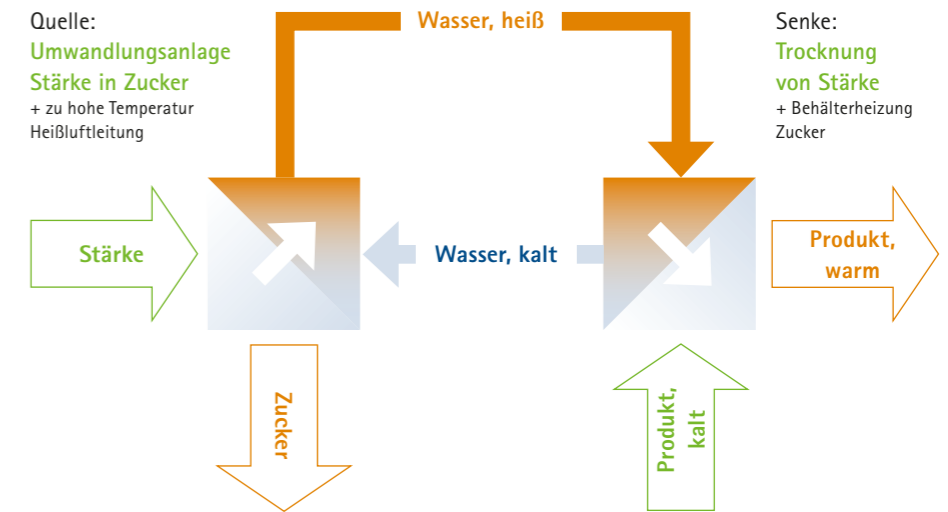 Quelle:
Umwandlungsanlage
Stärke in Zucker
+ zu hohe Temperatur
Heißluftleitung
Wasser, heiß
Senke:
Trocknung
von Stärke
+ Behälterheizung
Zucker
Stärke
Wasser, kalt
Produkt,
warm
Zucker
Produkt,
kalt